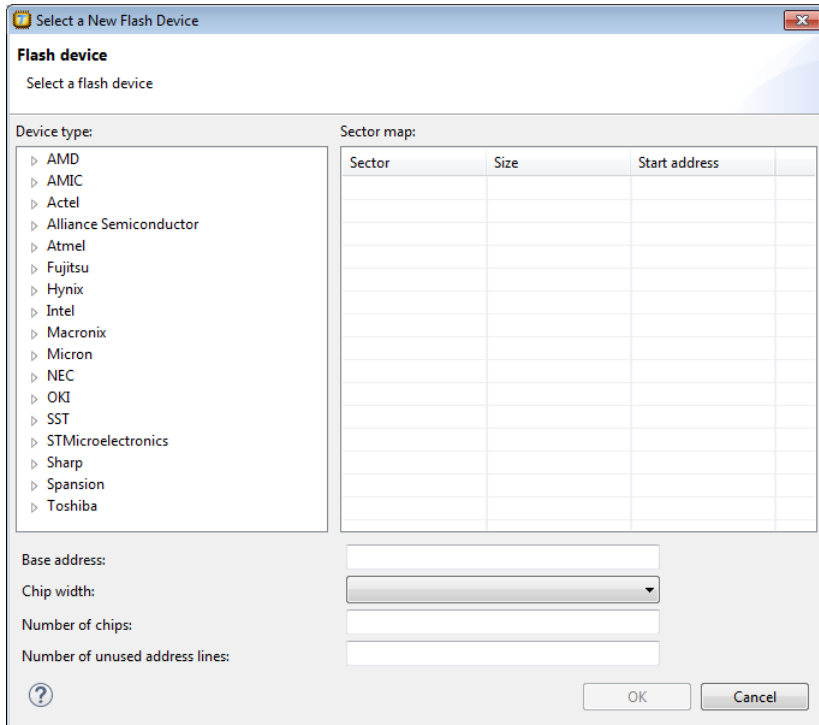 Select a New Flash Device
Flash device
Select a flash device
Device type:
AMD
AMIC
Actel
Alliance Semiconductor
Atmel
Fujitsu
Hynix
Intel
Macronix
Micron
NEC
OKI
SST
STMicroelectronics
Sharp
Spansion
Toshiba
Sector map:
Sector Size Start address
Base address:
Chip width:
Number of chips:
Number of unused address lines:
? OK Cancel